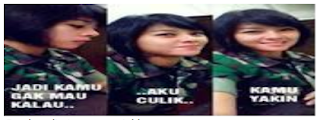 JADI KAMU
GAK MAU
KALAU..
..AKU
CULIK..
KAMU
YAKIN